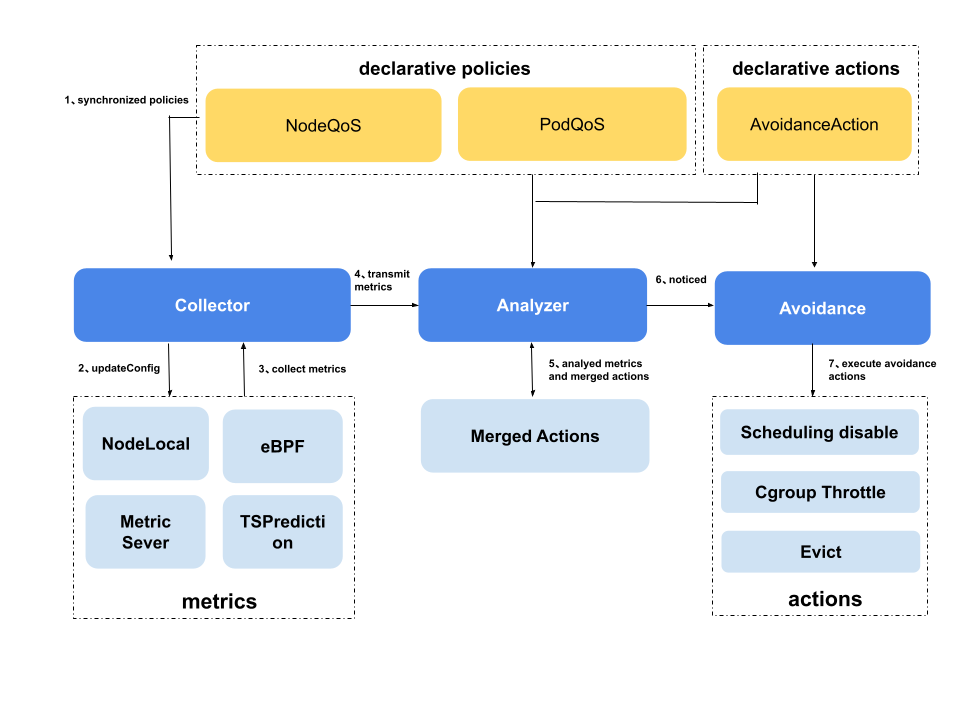 declarative policies
declarative actions
1、synchronized policies
NodeQoS
PodQoS
AvoidanceAction
4、transmit
metrics
6、noticed
Collector
Analyzer
Avoidance
2、updateConfig
3、collect metrics
5、analyed metrics
and merged actions
7、execute avoidance
actions
NodeLocal
eBPF
Merged Actions
Scheduling disable
Metric
Sever
TSPredicti
on
Cgroup Throttle
Evict
metrics
actions